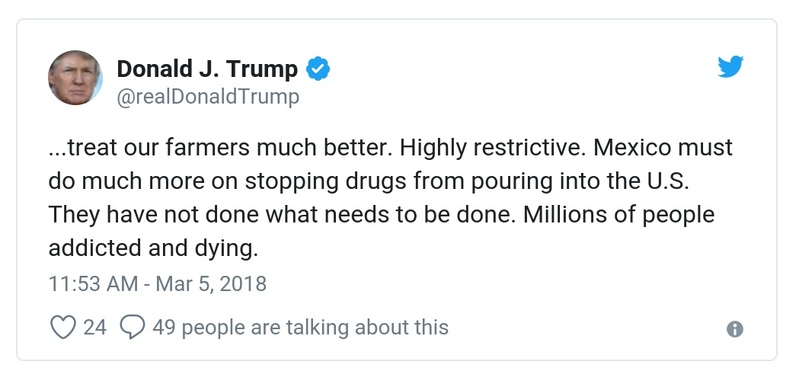 Donald J. Trump
@realDonaldTrump
...treat our farmers much better. Highly restrictive. Mexico must
do much more on stopping drugs from pouring into the U.S.
They have not done what needs to be done. Millions of people
addicted and dying.
11:53 AM - Mar 5, 2018
24 49 people are talking about this